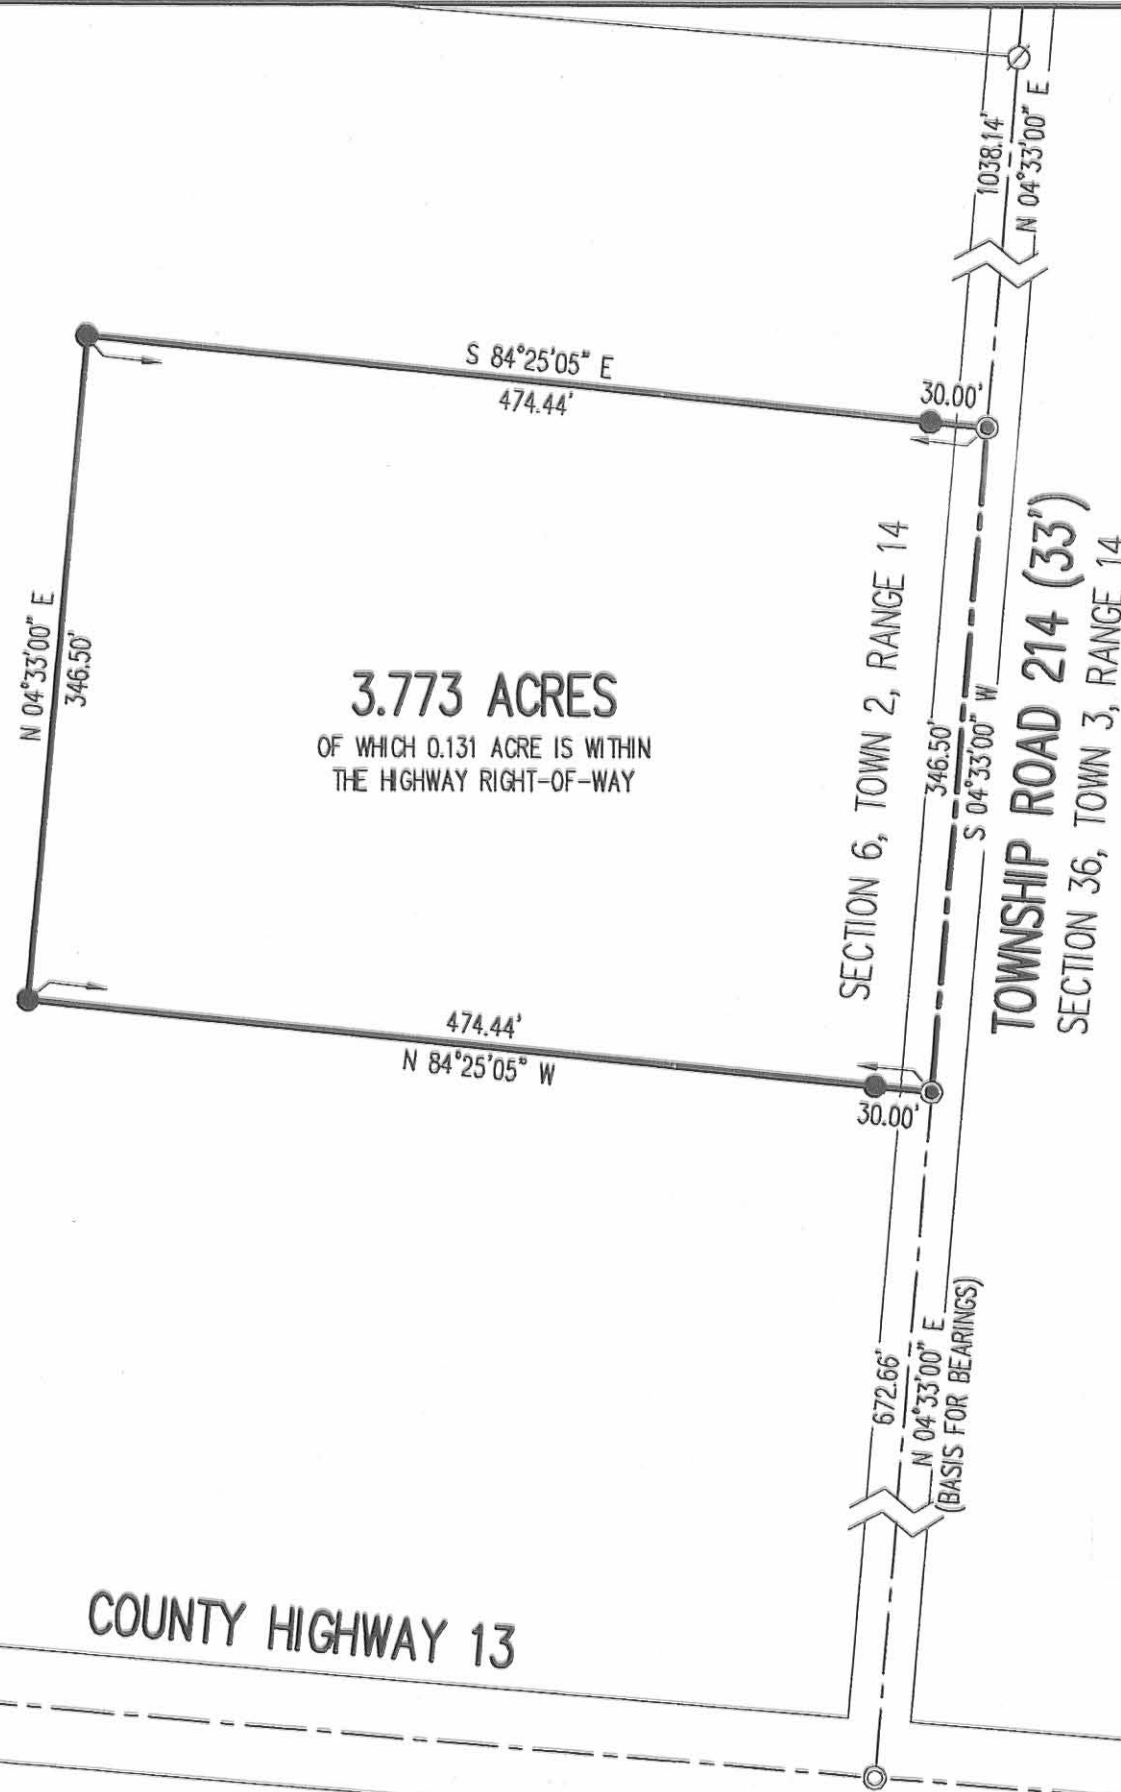 1038.14'
N 04°33'00" E
S 84°25'05" E
474.44'
30.00'
N 04°33'00" E
346.50'
3.773 ACRES
OF WHICH 0.131 ACRE IS WITHIN
THE HIGHWAY RIGHT-OF-WAY
SECTION 6, TOWN 2, RANGE 14
346.50'
S 04°33'00" W
TOWNSHIP ROAD 214 (33')
SECTION 36, TOWN 3, RANGE 14
474.44'
N 84°25'05" W
30.00'
672.66'
N 04°33'00" E
(BASIS FOR BEARINGS)
COUNTY HIGHWAY 13